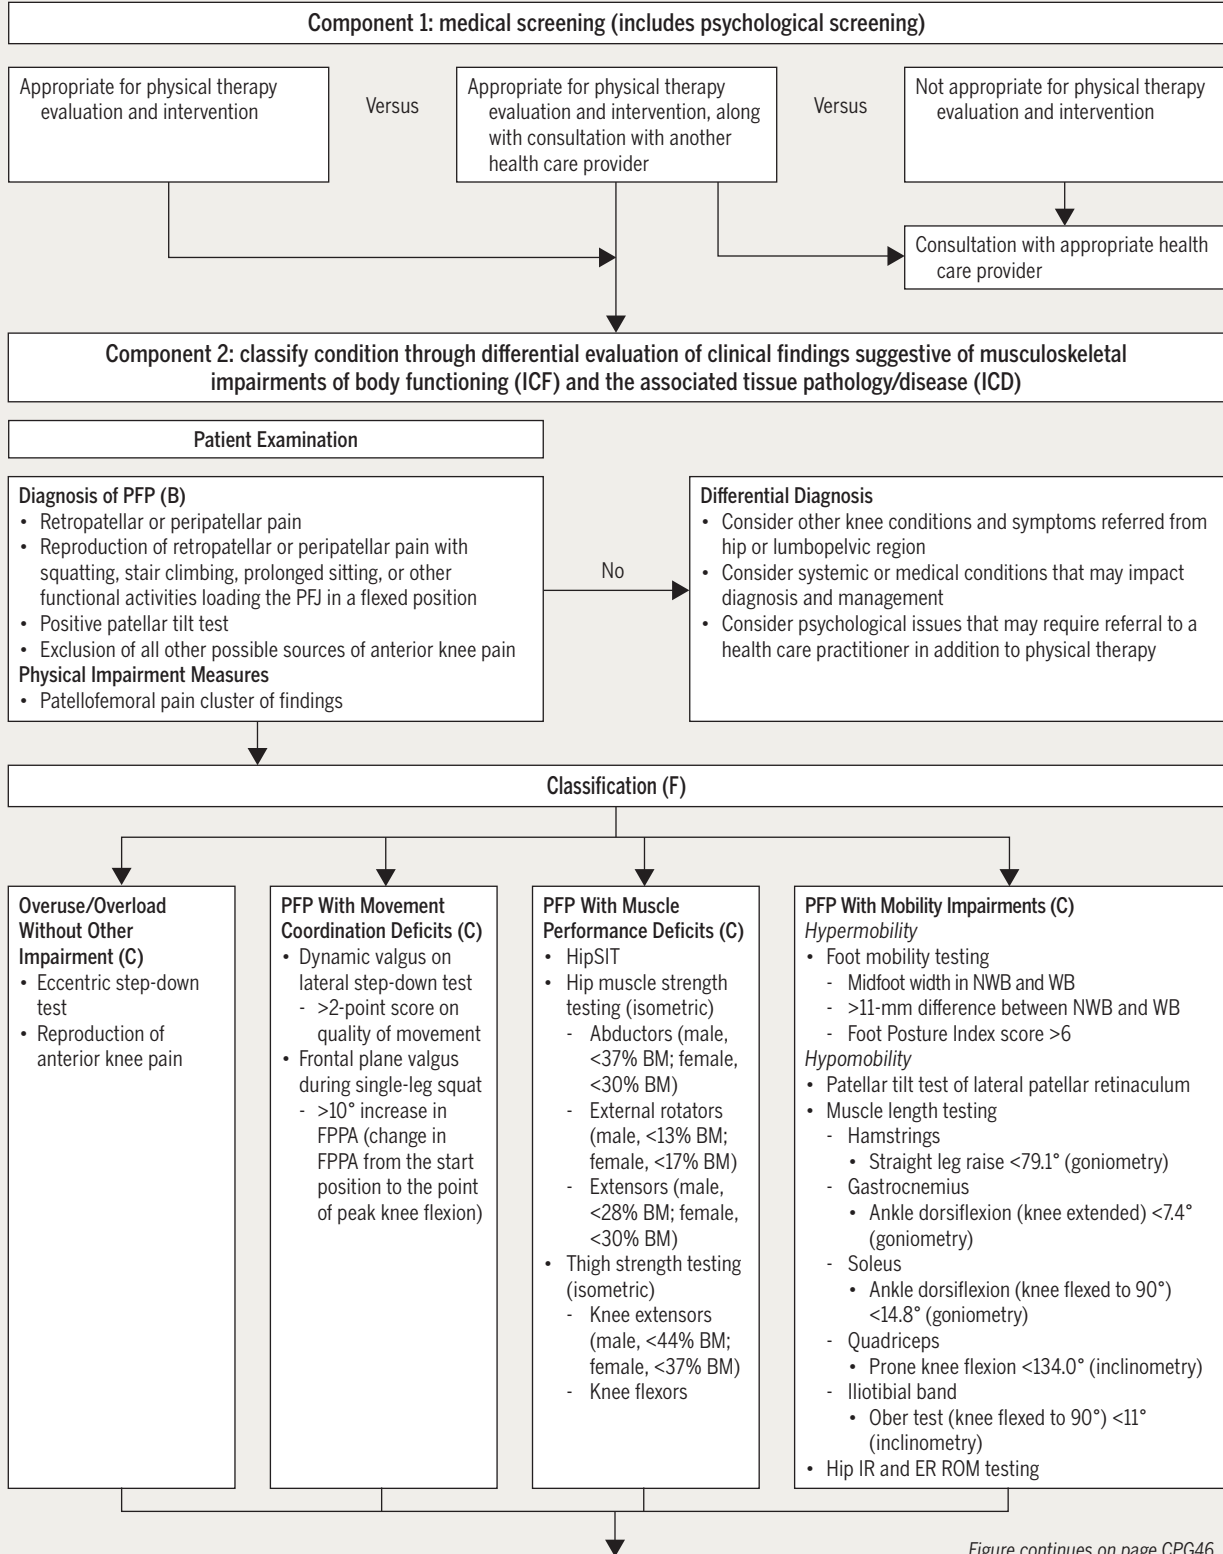 Component 1: medical screening (includes psychological screening)
Appropriate for physical therapy
evaluation and intervention
Versus
Appropriate for physical therapy
evaluation and intervention, along
with consultation with another
health care provider
Versus
Not appropriate for physical therapy
evaluation and intervention
Consultation with appropriate health
care provider
Component 2: classify condition through differential evaluation of clinical findings suggestive of musculoskeletal
impairments of body functioning (ICF) and the associated tissue pathology/disease (ICD)
Patient Examination
Diagnosis of PFP (B)
• Retropatellar or peripatellar pain
• Reproduction of retropatellar or peripatellar pain with
squatting, stair climbing, prolonged sitting, or other
functional activities loading the PFJ in a flexed position
• Positive patellar tilt test
• Exclusion of all other possible sources of anterior knee pain
Physical Impairment Measures
• Patellofemoral pain cluster of findings
No
Differential Diagnosis
• Consider other knee conditions and symptoms referred from
hip or lumbopelvic region
• Consider systemic or medical conditions that may impact
diagnosis and management
• Consider psychological issues that may require referral to a
health care practitioner in addition to physical therapy
Classification (F)
Overuse/Overload
Without Other
Impairment (C)
• Eccentric step-down
test
• Reproduction of
anterior knee pain
PFP With Movement
Coordination Deficits (C)
• Dynamic valgus on
lateral step-down test
- >2-point score on
quality of movement
• Frontal plane valgus
during single-leg squat
- >10° increase in
FPPA (change in
FPPA from the start
position to the point
of peak knee flexion)
PFP With Muscle
Performance Deficits (C)
• HipSIT
• Hip muscle strength
testing (isometric)
- Abductors (male,
<37% BM; female,
<30% BM)
- External rotators
(male, <13% BM;
female, <17% BM)
- Extensors (male,
<28% BM; female,
<30% BM)
• Thigh strength testing
(isometric)
- Knee extensors
(male, <44% BM;
female, <37% BM)
- Knee flexors
PFP With Mobility Impairments (C)
Hypermobility
• Foot mobility testing
- Midfoot width in NWB and WB
- >11-mm difference between NWB and WB
- Foot Posture Index score >6
Hypomobility
• Patellar tilt test of lateral patellar retinaculum
• Muscle length testing
- Hamstrings
• Straight leg raise <79.1° (goniometry)
- Gastrocnemius
• Ankle dorsiflexion (knee extended) <7.4°
(goniometry)
- Soleus
• Ankle dorsiflexion (knee flexed to 90°)
<14.8° (goniometry)
- Quadriceps
• Prone knee flexion <134.0° (inclinometry)
- Iliotibial band
• Ober test (knee flexed to 90°) <11°
(inclinometry)
• Hip IR and ER ROM testing
Figure continues on page CPG46